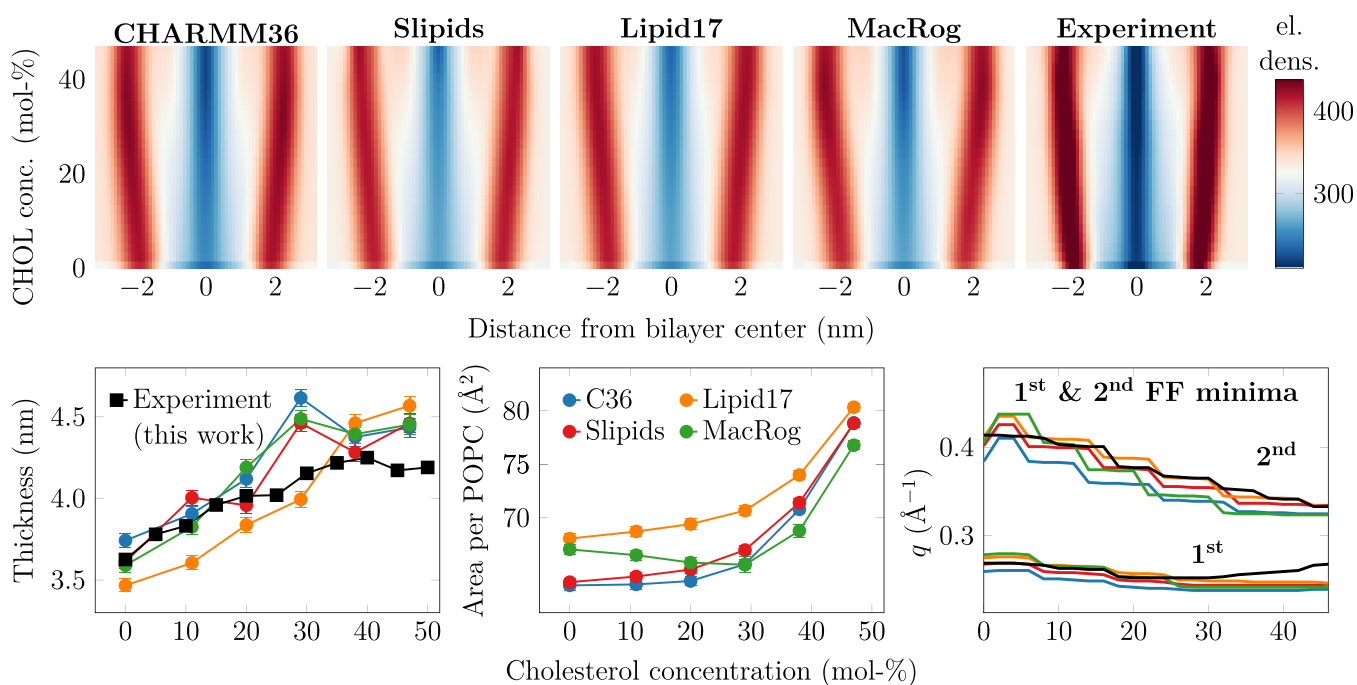 CHARMM36 Slipids Lipid17 MacRog Experiment el.
dens.
CHOL conc. (mol-%)
40
20
0
−2 0 2 −2 0 2 −2 0 2 −2 0 2 −2 0 2
400
300
Distance from bilayer center (nm)
Thickness (nm)
4.5
4.0
3.5
Experiment
(this work)
0 10 20 30 40 50
Area per POPC (Å²)
80
75
70
C36 Lipid17
Slipids MacRog
0 10 20 30 40 50
q (Å⁻¹)
0.4
0.3
1ˢᵗ & 2ⁿᵈ FF minima
2ⁿᵈ
1ˢᵗ
0 10 20 30 40
Cholesterol concentration (mol-%)